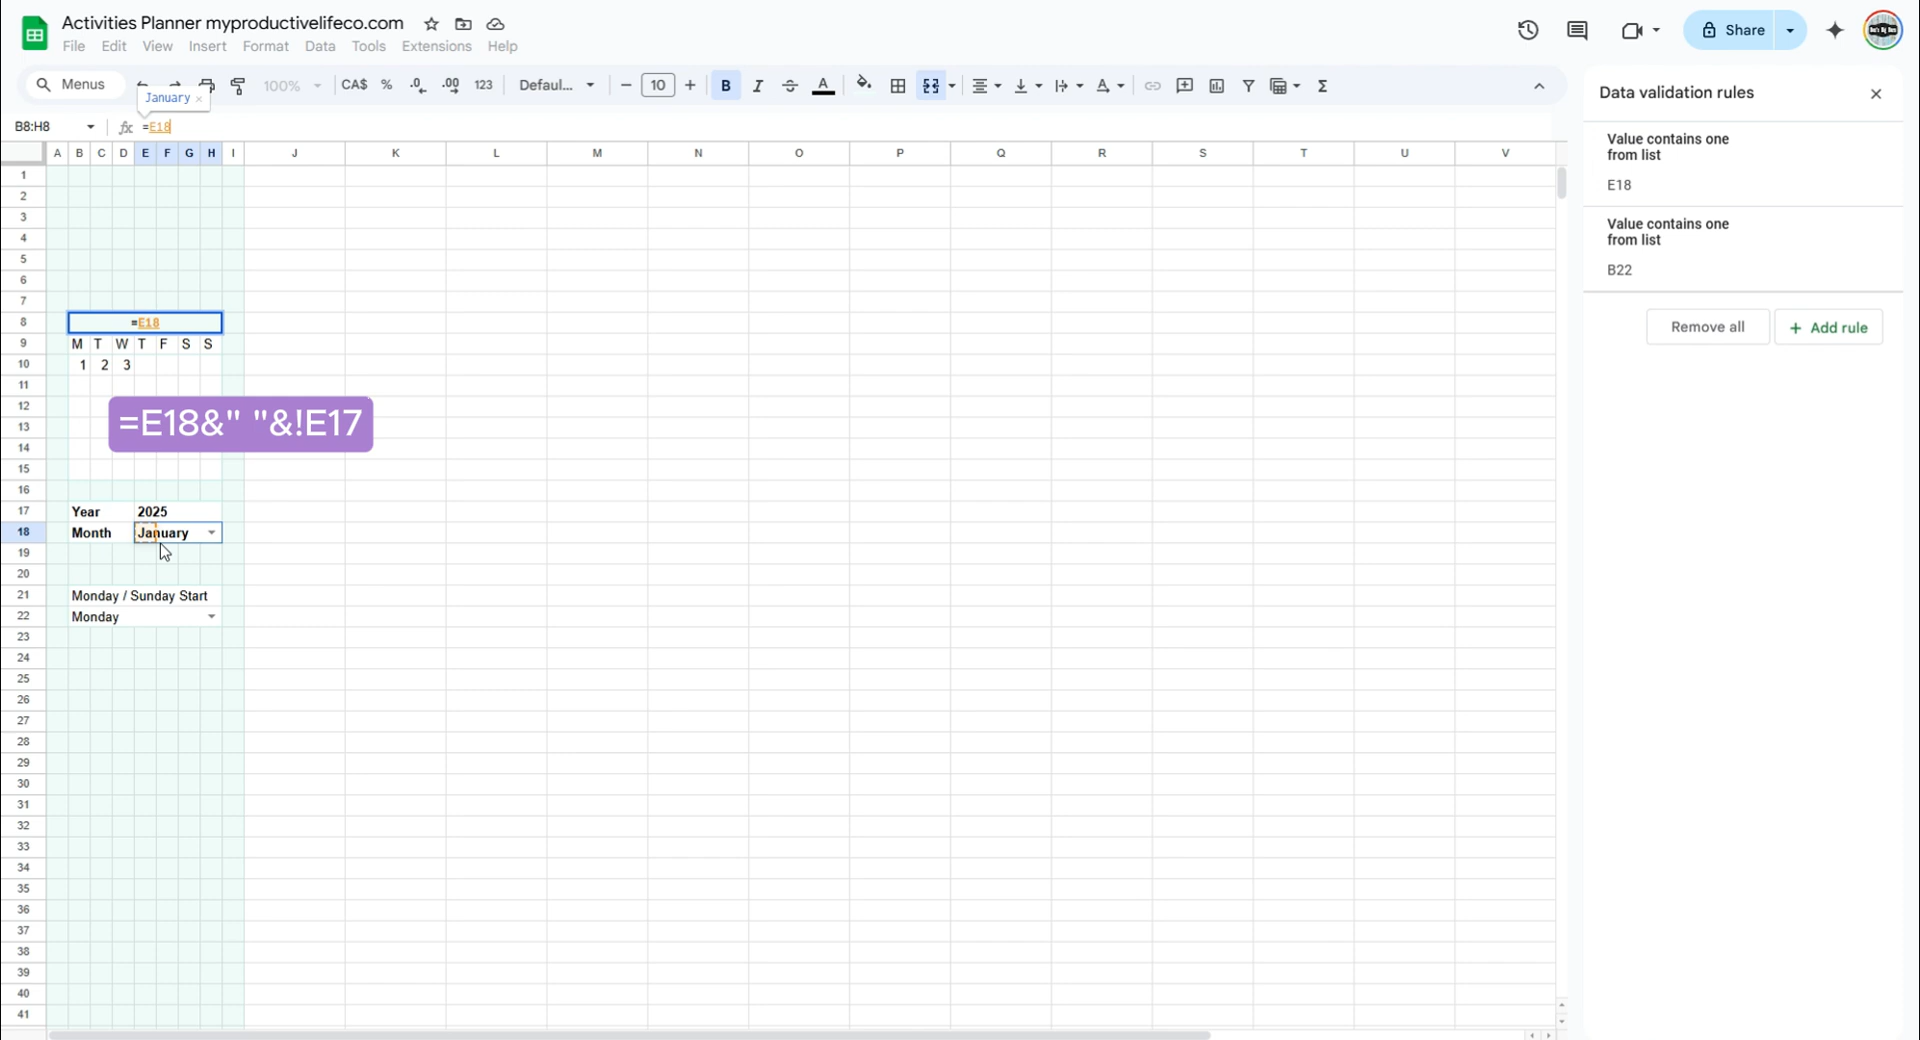 Activities Planner myproductivelifeco.com
File Edit View Insert Format Data Tools Extensions Help
Share
Menus 100% CA$ % .0 .00 123 Defaul... − 10 + B I A Σ
January ×
B8:H8 fx =E18
A B C D E F G H I J K L M N O P Q R S T U V
1
2
3
4
5
6
7
8 =E18
9 M T W T F S S
10 1 2 3
11
12
=E18&" "&!E17
13
14
15
16
17 Year 2025
18 Month January
19
20
21 Monday / Sunday Start
22 Monday
23
24
25
26
27
28
29
30
31
32
33
34
35
36
37
38
39
40
41
Data validation rules
Value contains one
from list
E18
Value contains one
from list
B22
Remove all + Add rule